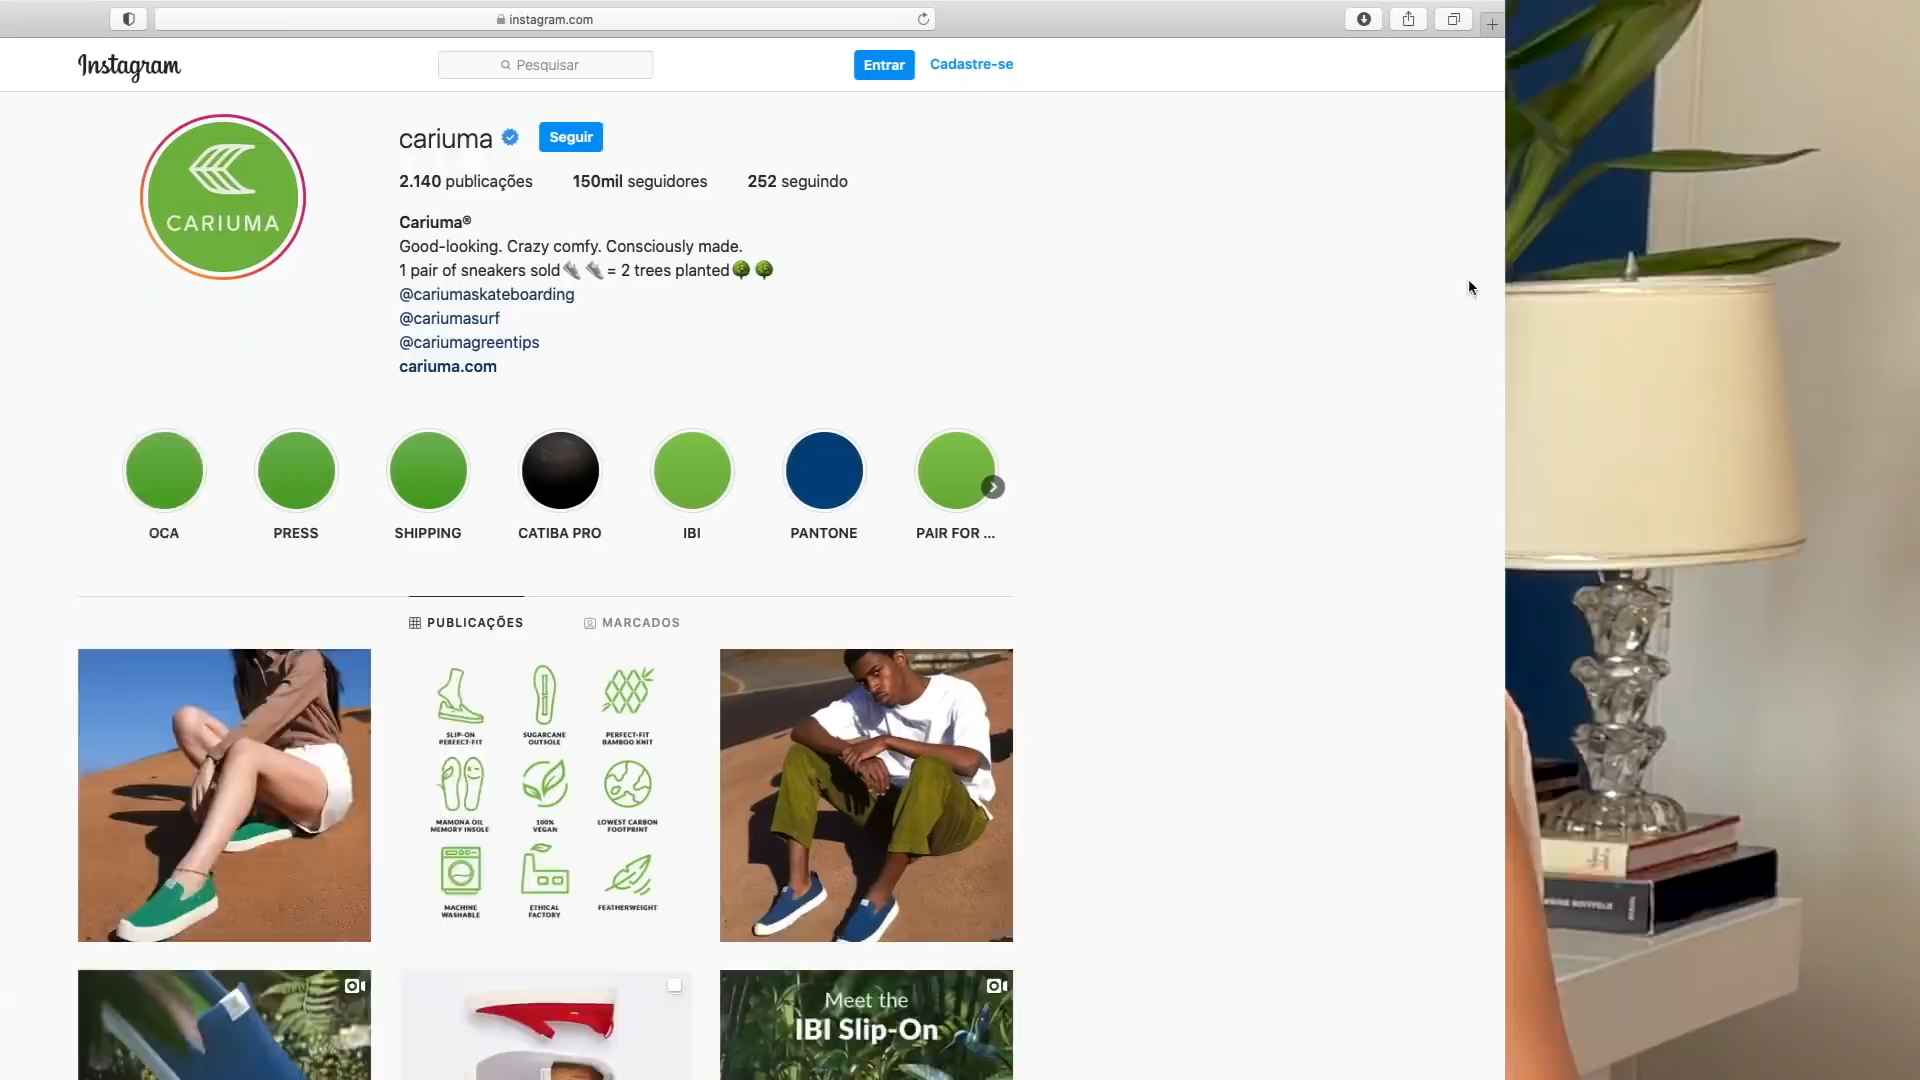 instagram.com
Instagram
Pesquisar
Entrar
Cadastre-se
CARIUMA
cariuma
Seguir
2.140 publicações 150mil seguidores 252 seguindo
Cariuma®
Good-looking. Crazy comfy. Consciously made.
1 pair of sneakers sold👟👟= 2 trees planted🌳🌳
@cariumaskateboarding
@cariumasurf
@cariumagreentips
cariuma.com
OCA
PRESS
SHIPPING
CATIBA PRO
IBI
PANTONE
PAIR FOR ...
PUBLICAÇÕES
MARCADOS
SLIP-ON
PERFECT-FIT
SUGARCANE
OUTSOLE
PERFECT-FIT
BAMBOO KNIT
MAMONA OIL
MEMORY INSOLE
100%
VEGAN
LOWEST CARBON
FOOTPRINT
MACHINE
WASHABLE
ETHICAL
FACTORY
FEATHERWEIGHT
Meet the
IBI Slip-On